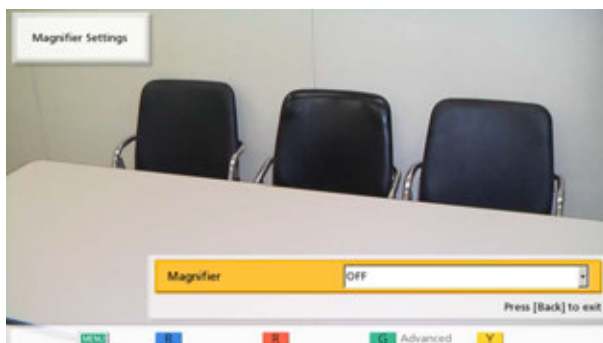 Magnifier Settings
Magnifier OFF
Press [Back] to exit
MENU B R G Advanced Y